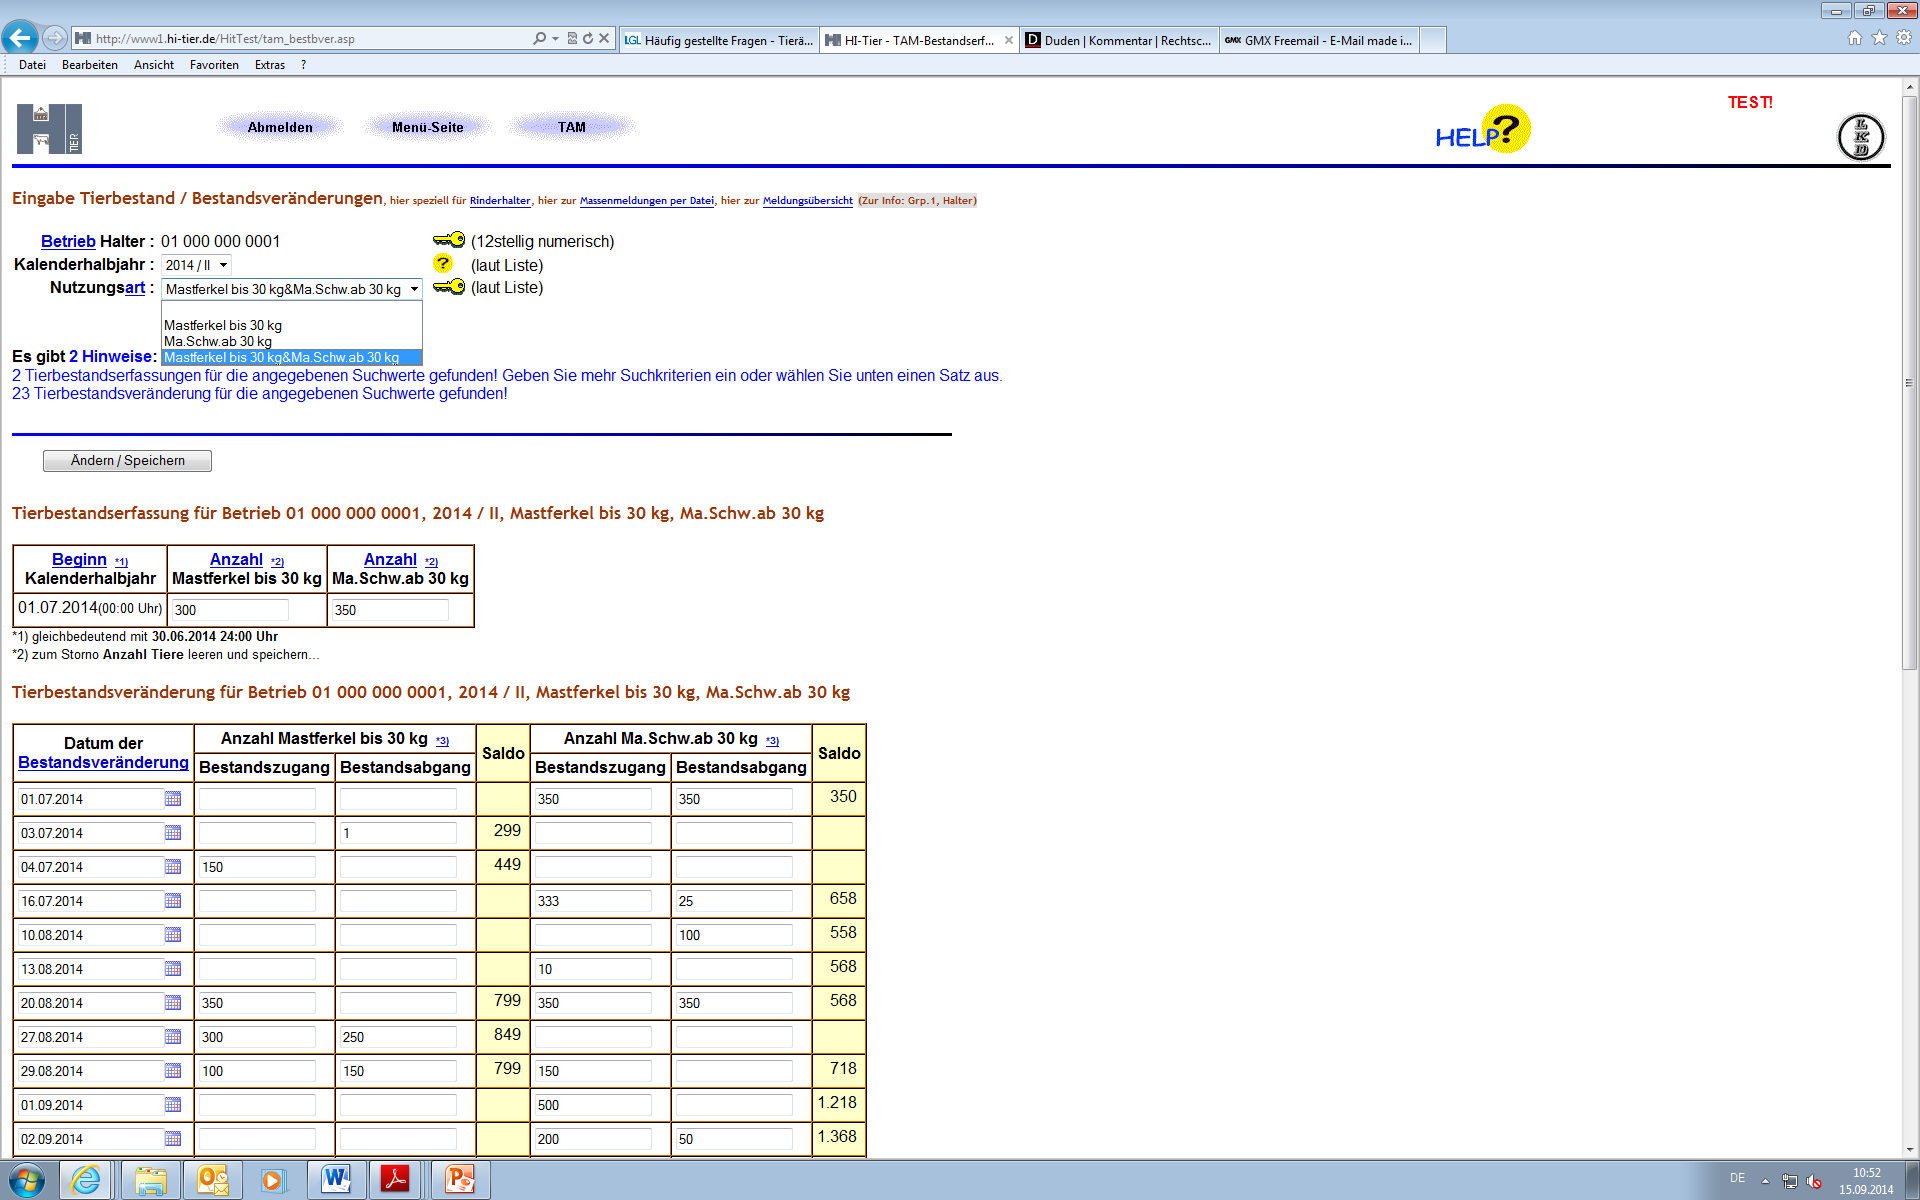 http://www1.hi-tier.de/HitTest/tam_bestbver.asp
LGL Häufig gestellte Fragen - Tierä...
HI-Tier - TAM-Bestandserf...
D Duden | Kommentar | Rechtsc...
GMX GMX Freemail - E-Mail made i...
Datei Bearbeiten Ansicht Favoriten Extras ?
HI TIER
Abmelden Menü-Seite TAM
HELP?
TEST!
LKD
Eingabe Tierbestand / Bestandsveränderungen, hier speziell für Rinderhalter, hier zur Massenmeldungen per Datei, hier zur Meldungsübersicht (Zur Info: Grp.1, Halter)
Betrieb Halter : 01 000 000 0001 (12stellig numerisch)
Kalenderhalbjahr : 2014 / II ? (laut Liste)
Nutzungsart : Mastferkel bis 30 kg&Ma.Schw.ab 30 kg (laut Liste)
Mastferkel bis 30 kg
Ma.Schw.ab 30 kg
Es gibt 2 Hinweise: Mastferkel bis 30 kg&Ma.Schw.ab 30 kg
2 Tierbestandserfassungen für die angegebenen Suchwerte gefunden! Geben Sie mehr Suchkriterien ein oder wählen Sie unten einen Satz aus.
23 Tierbestandsveränderung für die angegebenen Suchwerte gefunden!
Ändern / Speichern
Tierbestandserfassung für Betrieb 01 000 000 0001, 2014 / II, Mastferkel bis 30 kg, Ma.Schw.ab 30 kg
Beginn *1) Anzahl *2) Anzahl *2)
Kalenderhalbjahr Mastferkel bis 30 kg Ma.Schw.ab 30 kg
01.07.2014(00:00 Uhr) 300 350
*1) gleichbedeutend mit 30.06.2014 24:00 Uhr
*2) zum Storno Anzahl Tiere leeren und speichern...
Tierbestandsveränderung für Betrieb 01 000 000 0001, 2014 / II, Mastferkel bis 30 kg, Ma.Schw.ab 30 kg
Datum der Bestandsveränderung Anzahl Mastferkel bis 30 kg *3) Saldo Anzahl Ma.Schw.ab 30 kg *3) Saldo
Bestandszugang Bestandsabgang Bestandszugang Bestandsabgang
01.07.2014 350 350 350
03.07.2014 1 299
04.07.2014 150 449
16.07.2014 333 25 658
10.08.2014 100 558
13.08.2014 10 568
20.08.2014 350 799 350 350 568
27.08.2014 300 250 849
29.08.2014 100 150 799 150 718
01.09.2014 500 1.218
02.09.2014 200 50 1.368
DE
10:52
15.09.2014